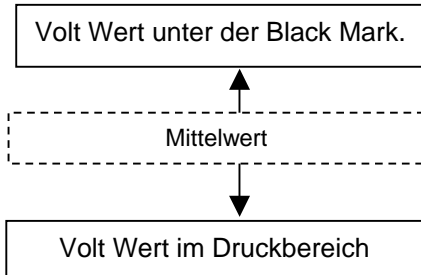 Volt Wert unter der Black Mark.
Mittelwert
Volt Wert im Druckbereich